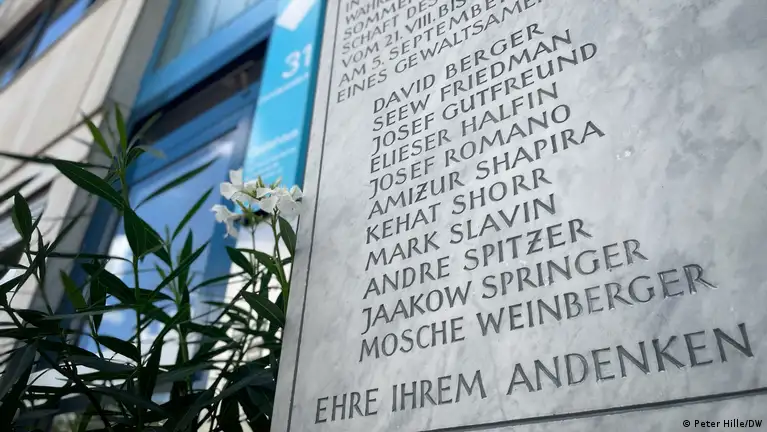 IN
SOMMER
SCHAFT DES
VOM 21. VIII. BIS
AM 5. SEPTEMBER
EINES GEWALTSAME
DAVID BERGER
SEEW FRIEDMAN
JOSEF GUTFREUND
ELIESER HALFIN
JOSEF ROMANO
AMIZUR SHAPIRA
KEHAT SHORR
MARK SLAVIN
ANDRE SPITZER
JAAKOW SPRINGER
MOSCHE WEINBERGER
EHRE IHREM ANDENKEN
31
© Peter Hille/DW